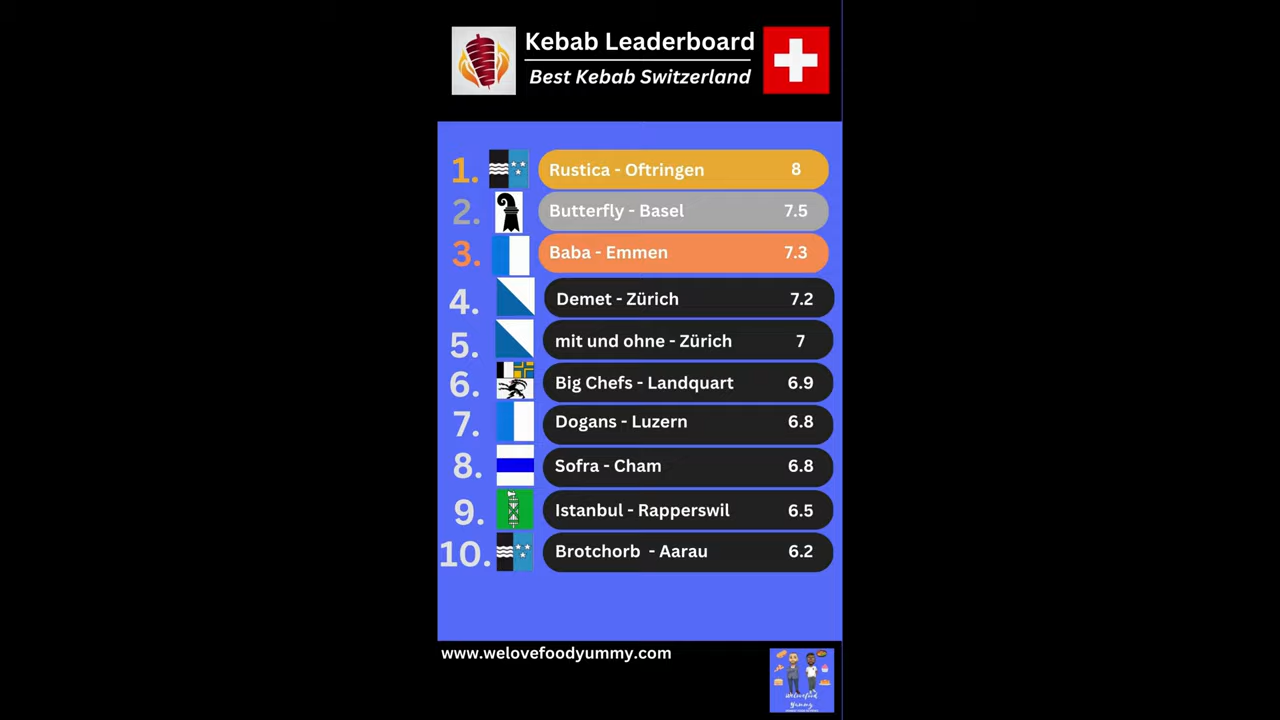 Kebab Leaderboard
Best Kebab Switzerland
1. Rustica - Oftringen 8
2. Butterfly - Basel 7.5
3. Baba - Emmen 7.3
4. Demet - Zürich 7.2
5. mit und ohne - Zürich 7
6. Big Chefs - Landquart 6.9
7. Dogans - Luzern 6.8
8. Sofra - Cham 6.8
9. Istanbul - Rapperswil 6.5
10. Brotchorb - Aarau 6.2
www.welovefoodyummy.com
Welovefood
Yummy